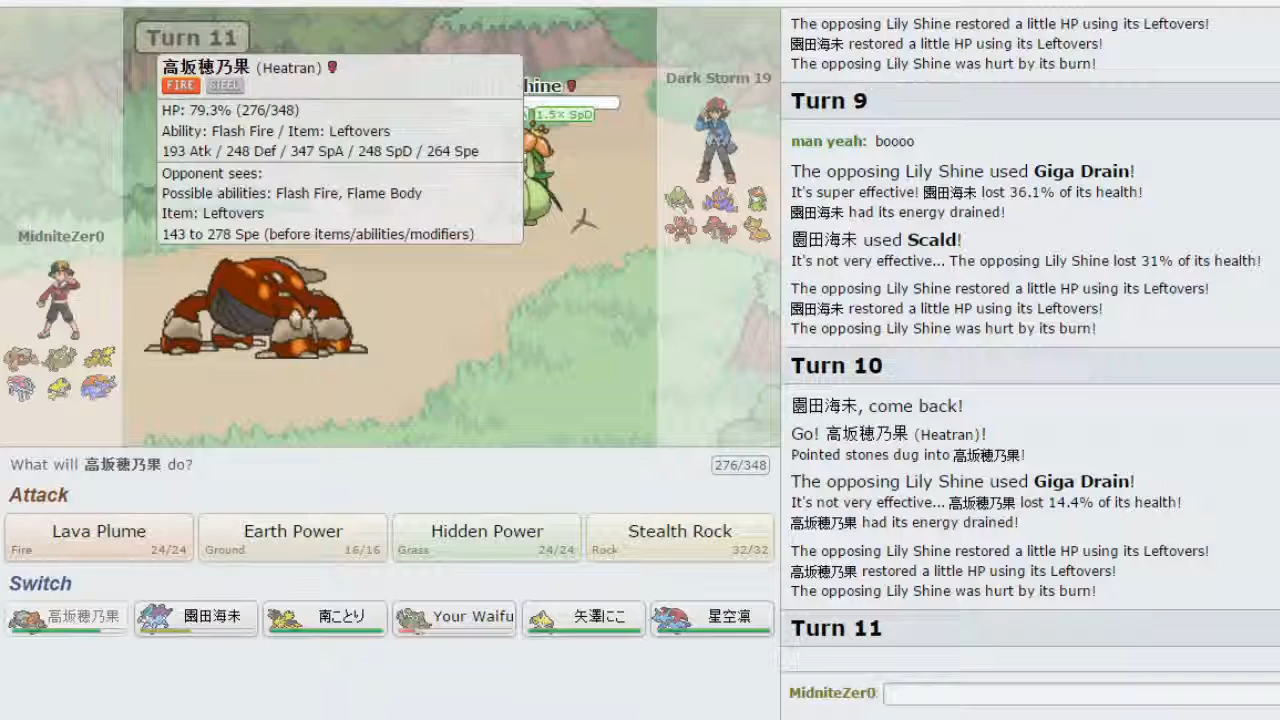 Turn 11
高坂穂乃果 (Heatran)
FIRE STEEL
HP: 79.3% (276/348)
Ability: Flash Fire / Item: Leftovers
193 Atk / 248 Def / 347 SpA / 248 SpD / 264 Spe
Opponent sees:
Possible abilities: Flash Fire, Flame Body
Item: Leftovers
143 to 278 Spe (before items/abilities/modifiers)
hine
1.5× SpD
Dark Storm 19
MidniteZer0
What will 高坂穂乃果 do?
276/348
Attack
Lava Plume
Fire 24/24
Earth Power
Ground 16/16
Hidden Power
Grass 24/24
Stealth Rock
Rock 32/32
Switch
高坂穂乃果
園田海未
南ことり
Your Waifu
矢澤にこ
星空凛
The opposing Lily Shine restored a little HP using its Leftovers!
園田海未 restored a little HP using its Leftovers!
The opposing Lily Shine was hurt by its burn!
Turn 9
man yeah: boooo
The opposing Lily Shine used Giga Drain!
It's super effective! 園田海未 lost 36.1% of its health!
園田海未 had its energy drained!
園田海未 used Scald!
It's not very effective... The opposing Lily Shine lost 31% of its health!
The opposing Lily Shine restored a little HP using its Leftovers!
園田海未 restored a little HP using its Leftovers!
The opposing Lily Shine was hurt by its burn!
Turn 10
園田海未, come back!
Go! 高坂穂乃果 (Heatran)!
Pointed stones dug into 高坂穂乃果!
The opposing Lily Shine used Giga Drain!
It's not very effective... 高坂穂乃果 lost 14.4% of its health!
高坂穂乃果 had its energy drained!
The opposing Lily Shine restored a little HP using its Leftovers!
高坂穂乃果 restored a little HP using its Leftovers!
The opposing Lily Shine was hurt by its burn!
Turn 11
MidniteZer0: